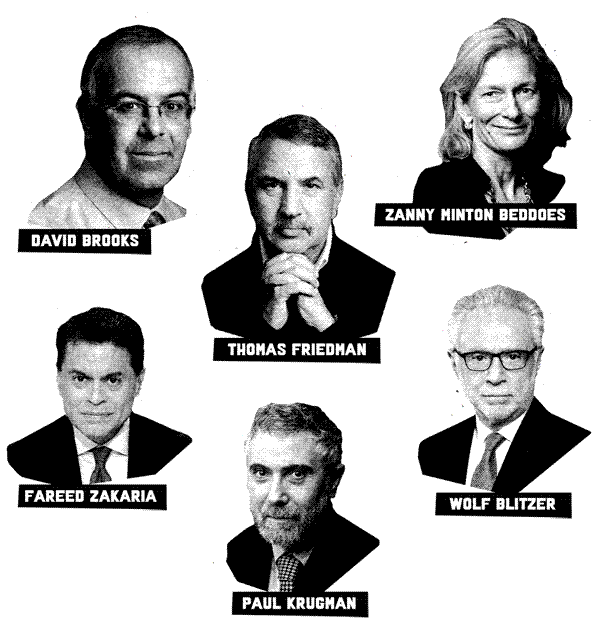 DAVID BROOKS
ZANNY MINTON BEDDOES
THOMAS FRIEDMAN
FAREED ZAKARIA
WOLF BLITZER
PAUL KRUGMAN